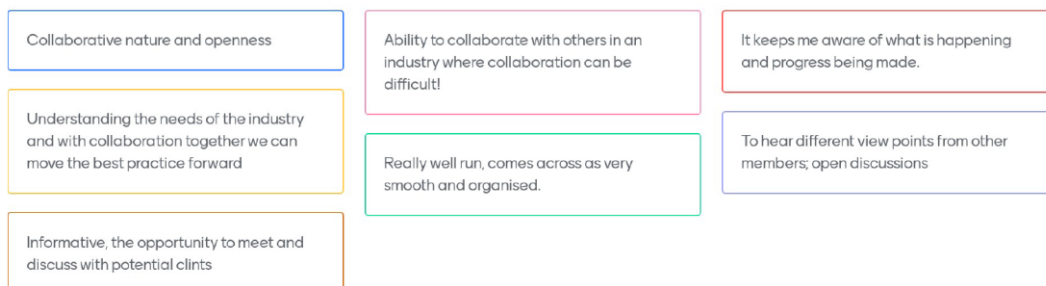 Collaborative nature and openness
Understanding the needs of the industry
and with collaboration together we can
move the best practice forward
Informative, the opportunity to meet and
discuss with potential clints
Ability to collaborate with others in an
industry where collaboration can be
difficult!
Really well run, comes across as very
smooth and organised.
It keeps me aware of what is happening
and progress being made.
To hear different view points from other
members; open discussions